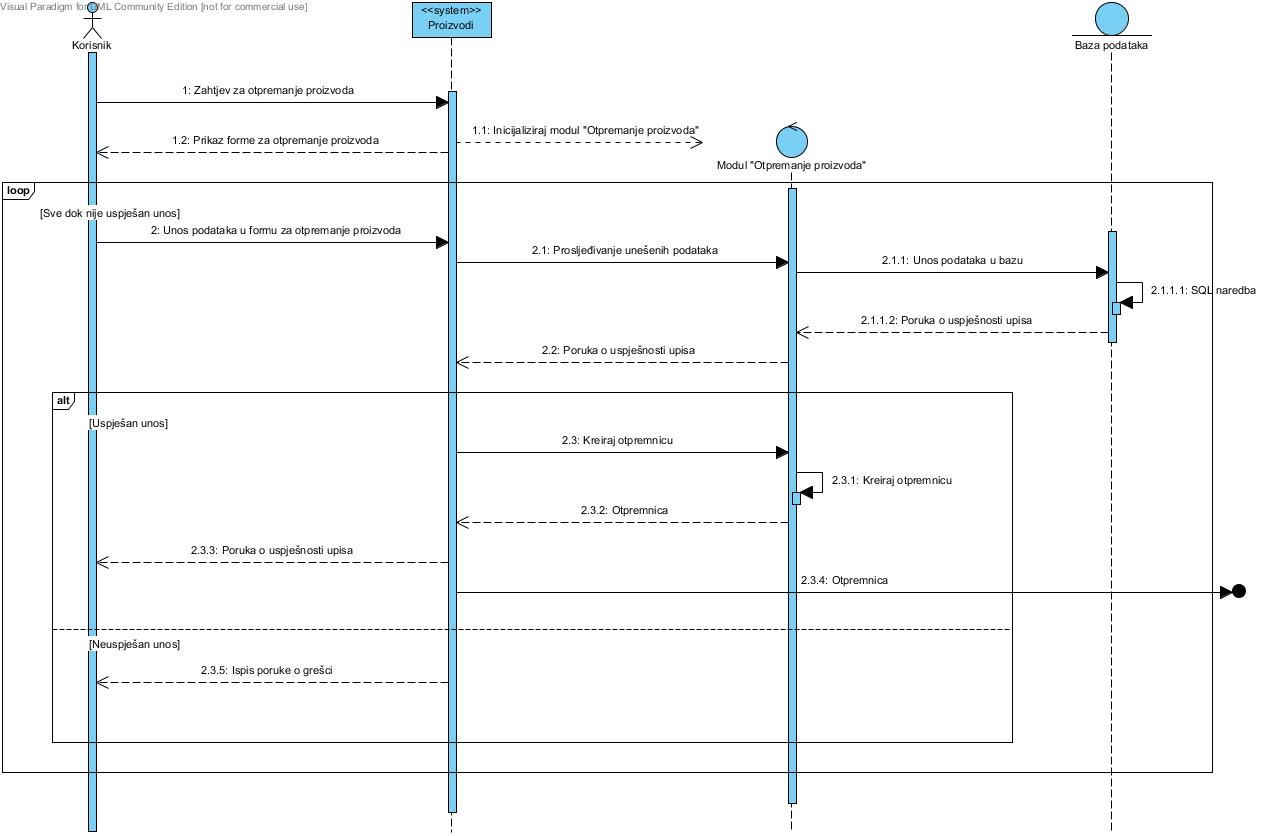 Visual Paradigm for UML Community Edition [not for commercial use]
<<system>>
Proizvodi
Korisnik
Baza podataka
1: Zahtjev za otpremanje proizvoda
1.1: Inicijaliziraj modul "Otpremanje proizvoda"
1.2: Prikaz forme za otpremanje proizvoda
Modul "Otpremanje proizvoda"
loop
[Sve dok nije uspješan unos]
2: Unos podataka u formu za otpremanje proizvoda
2.1: Prosljeđivanje unešenih podataka
2.1.1: Unos podataka u bazu
2.1.1.1: SQL naredba
2.1.1.2: Poruka o uspješnosti upisa
2.2: Poruka o uspješnosti upisa
alt
[Uspješan unos]
2.3: Kreiraj otpremnicu
2.3.1: Kreiraj otpremnicu
2.3.2: Otpremnica
2.3.3: Poruka o uspješnosti upisa
2.3.4: Otpremnica
[Neuspješan unos]
2.3.5: Ispis poruke o grešci